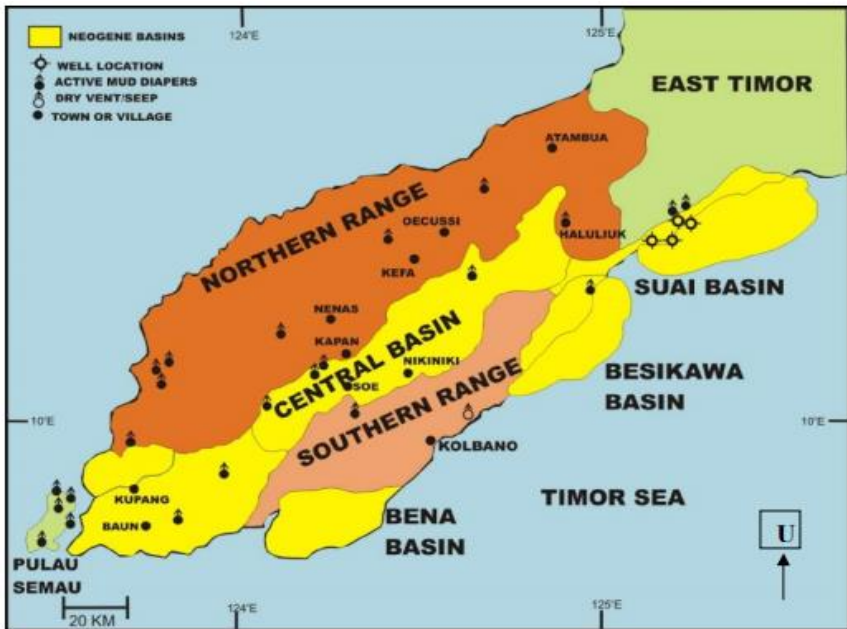 124°E
125°E
NEOGENE BASINS
WELL LOCATION
ACTIVE MUD DIAPERS
DRY VENT/SEEP
TOWN OR VILLAGE
EAST TIMOR
ATAMBUA
NORTHERN RANGE
OECUSSI
HALULIUK
KEFA
SUAI BASIN
NENAS
KAPAN
CENTRAL BASIN
NIKINIKI
SOE
BESIKAWA
BASIN
SOUTHERN RANGE
10°E
10°E
KOLBANO
KUPANG
TIMOR SEA
BAUN
BENA
BASIN
U
PULAU
SEMAU
20 KM
124°E
125°E